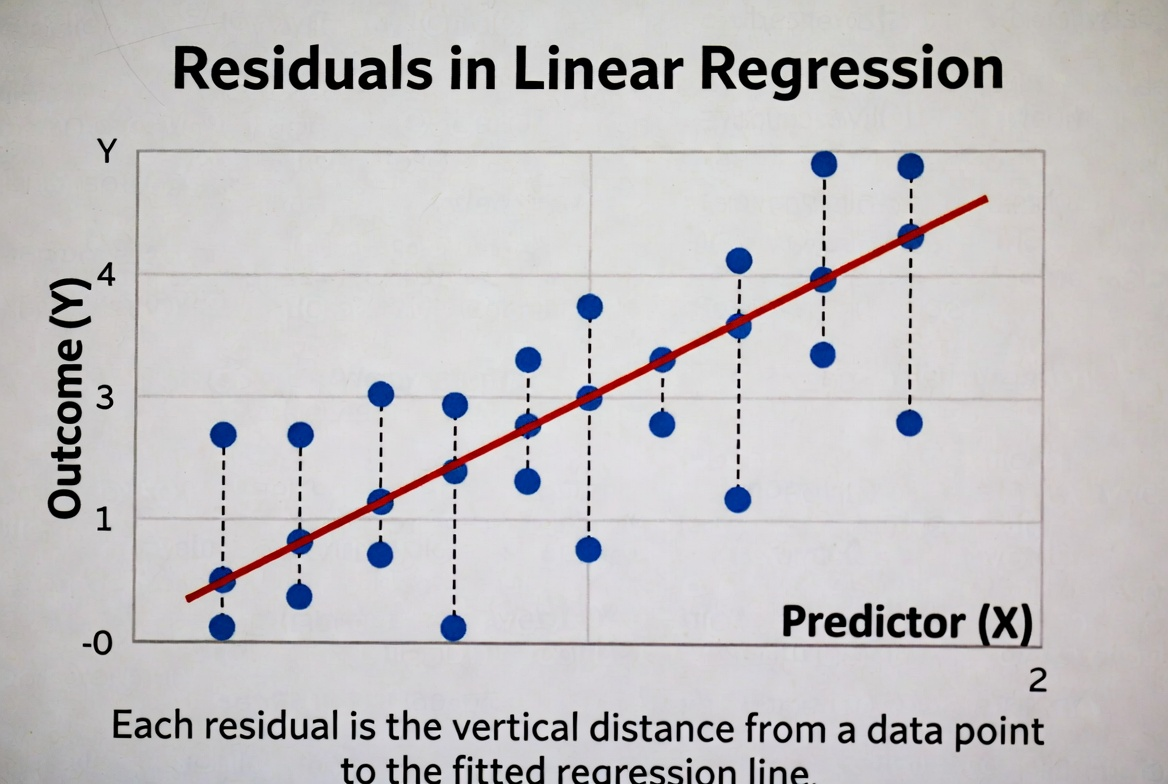 Residuals in Linear Regression
Y
4
3
1
-0
Outcome (Y)
Predictor (X)
2
Each residual is the vertical distance from a data point
to the fitted regression line.